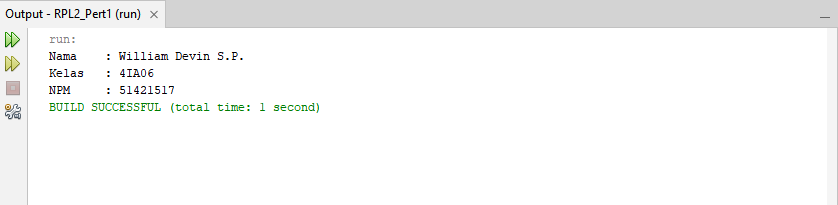 Output - RPL2_Pert1 (run)
run:
Nama    : William Devin S.P.
Kelas   : 4IA06
NPM     : 51421517
BUILD SUCCESSFUL (total time: 1 second)